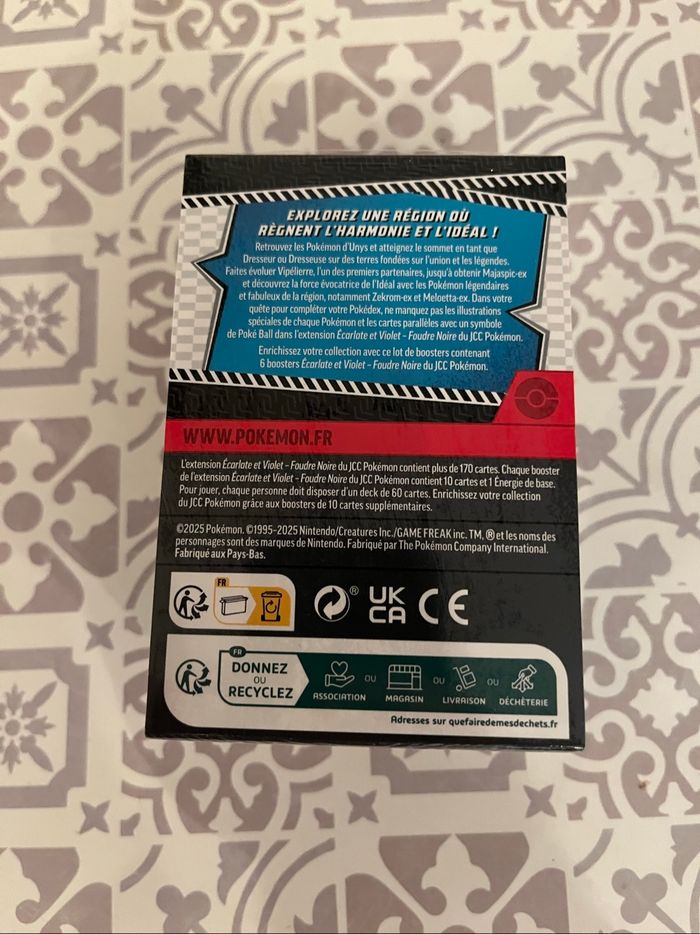 EXPLOREZ UNE RÉGION OÙ
RÈGNENT L'HARMONIE ET L'IDÉAL !
Retrouvez les Pokémon d'Unys et atteignez le sommet en tant que
Dresseur ou Dresseuse sur des terres fondées sur l'union et les légendes.
Faites évoluer Vipélierre, l'un des premiers partenaires, jusqu'à obtenir Majaspic-ex
et découvrez la force évocatrice de l'Idéal avec les Pokémon légendaires
et fabuleux de la région, notamment Zekrom-ex et Meloetta-ex. Dans votre
quête pour compléter votre Pokédex, ne manquez pas les illustrations
spéciales de chaque Pokémon et les cartes parallèles avec un symbole
de Poké Ball dans l'extension Écarlate et Violet – Foudre Noire du JCC Pokémon.
Enrichissez votre collection avec ce lot de boosters contenant
6 boosters Écarlate et Violet – Foudre Noire du JCC Pokémon.
WWW.POKEMON.FR
L'extension Écarlate et Violet – Foudre Noire du JCC Pokémon contient plus de 170 cartes. Chaque booster
de l'extension Écarlate et Violet – Foudre Noire du JCC Pokémon contient 10 cartes et 1 Énergie de base.
Pour jouer, chaque personne doit disposer d'un deck de 60 cartes. Enrichissez votre collection
du JCC Pokémon grâce aux boosters de 10 cartes supplémentaires.
©2025 Pokémon. ©1995-2025 Nintendo/Creatures Inc./GAME FREAK inc. TM, ® et les noms des
personnages sont des marques de Nintendo. Fabriqué par The Pokémon Company International.
Fabriqué aux Pays-Bas.
FR
®
UK
CA
CE
FR
DONNEZ
OU
RECYCLEZ
ASSOCIATION
OU
MAGASIN
OU
LIVRAISON
OU
DÉCHÈTERIE
Adresses sur quefairedemesdechets.fr